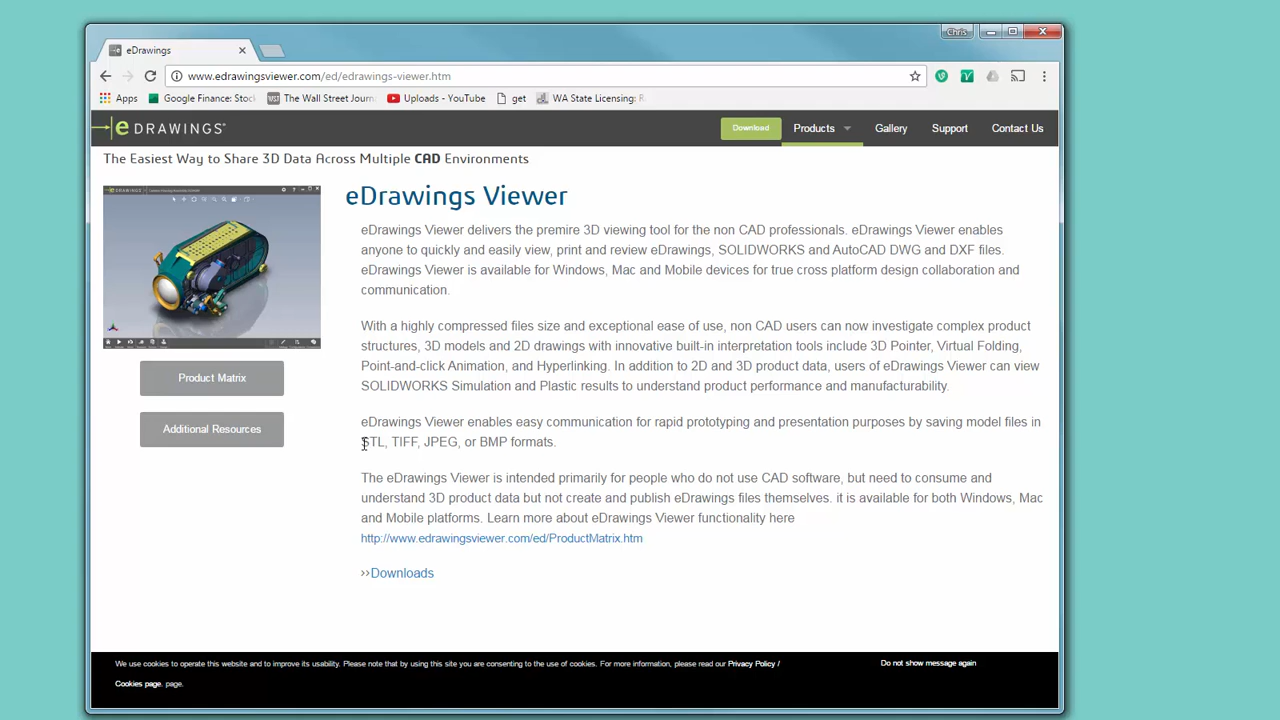 Chris
eDrawings
www.edrawingsviewer.com/ed/edrawings-viewer.htm
Apps Google Finance: Stock The Wall Street Journ Uploads - YouTube get WA State Licensing: R
eDRAWINGS
Download Products Gallery Support Contact Us
The Easiest Way to Share 3D Data Across Multiple CAD Environments
eDrawings Viewer
eDrawings Viewer delivers the premire 3D viewing tool for the non CAD professionals. eDrawings Viewer enables
anyone to quickly and easily view, print and review eDrawings, SOLIDWORKS and AutoCAD DWG and DXF files.
eDrawings Viewer is available for Windows, Mac and Mobile devices for true cross platform design collaboration and
communication.
With a highly compressed files size and exceptional ease of use, non CAD users can now investigate complex product
structures, 3D models and 2D drawings with innovative built-in interpretation tools include 3D Pointer, Virtual Folding,
Point-and-click Animation, and Hyperlinking. In addition to 2D and 3D product data, users of eDrawings Viewer can view
SOLIDWORKS Simulation and Plastic results to understand product performance and manufacturability.
eDrawings Viewer enables easy communication for rapid prototyping and presentation purposes by saving model files in
STL, TIFF, JPEG, or BMP formats.
The eDrawings Viewer is intended primarily for people who do not use CAD software, but need to consume and
understand 3D product data but not create and publish eDrawings files themselves. it is available for both Windows, Mac
and Mobile platforms. Learn more about eDrawings Viewer functionality here
http://www.edrawingsviewer.com/ed/ProductMatrix.htm
>>Downloads
Product Matrix
Additional Resources
We use cookies to operate this website and to improve its usability. Please note that by using this site you are consenting to the use of cookies. For more information, please read our Privacy Policy /
Cookies page. page.
Do not show message again